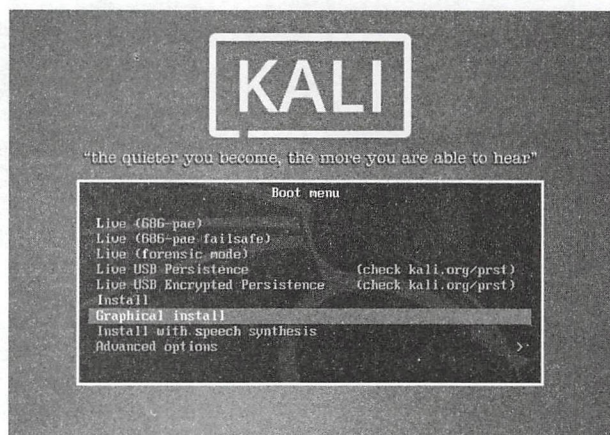 KALI
"the quieter you become, the more you are able to hear"
Boot menu
Live (686-pae)
Live (686-pae failsafe)
Live (forensic mode)
Live USB Persistence (check kali.org/prst)
Live USB Encrypted Persistence (check kali.org/prst)
Install
Graphical install
Install with speech synthesis
Advanced options >